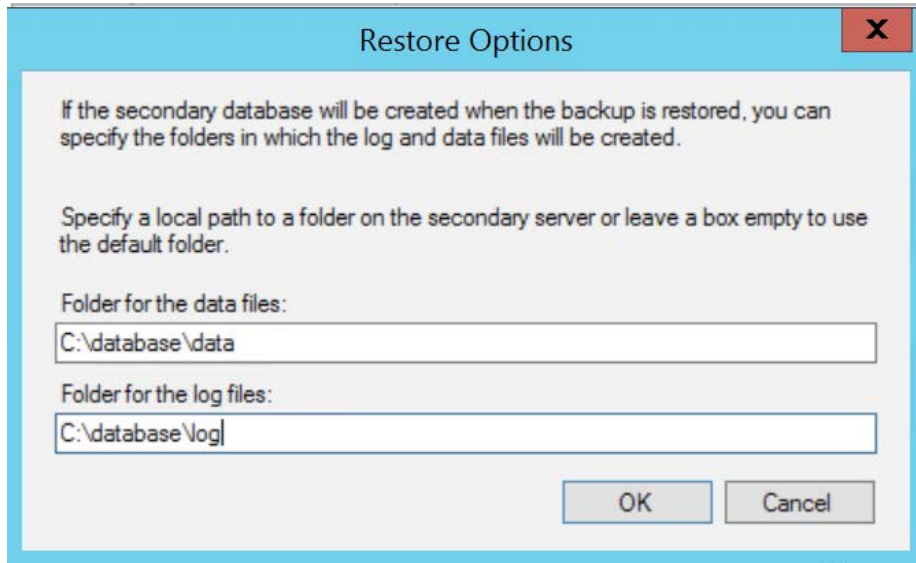 Restore Options
X
If the secondary database will be created when the backup is restored, you can
specify the folders in which the log and data files will be created.
Specify a local path to a folder on the secondary server or leave a box empty to use
the default folder.
Folder for the data files:
C:\database\data
Folder for the log files:
C:\database\log
OK
Cancel